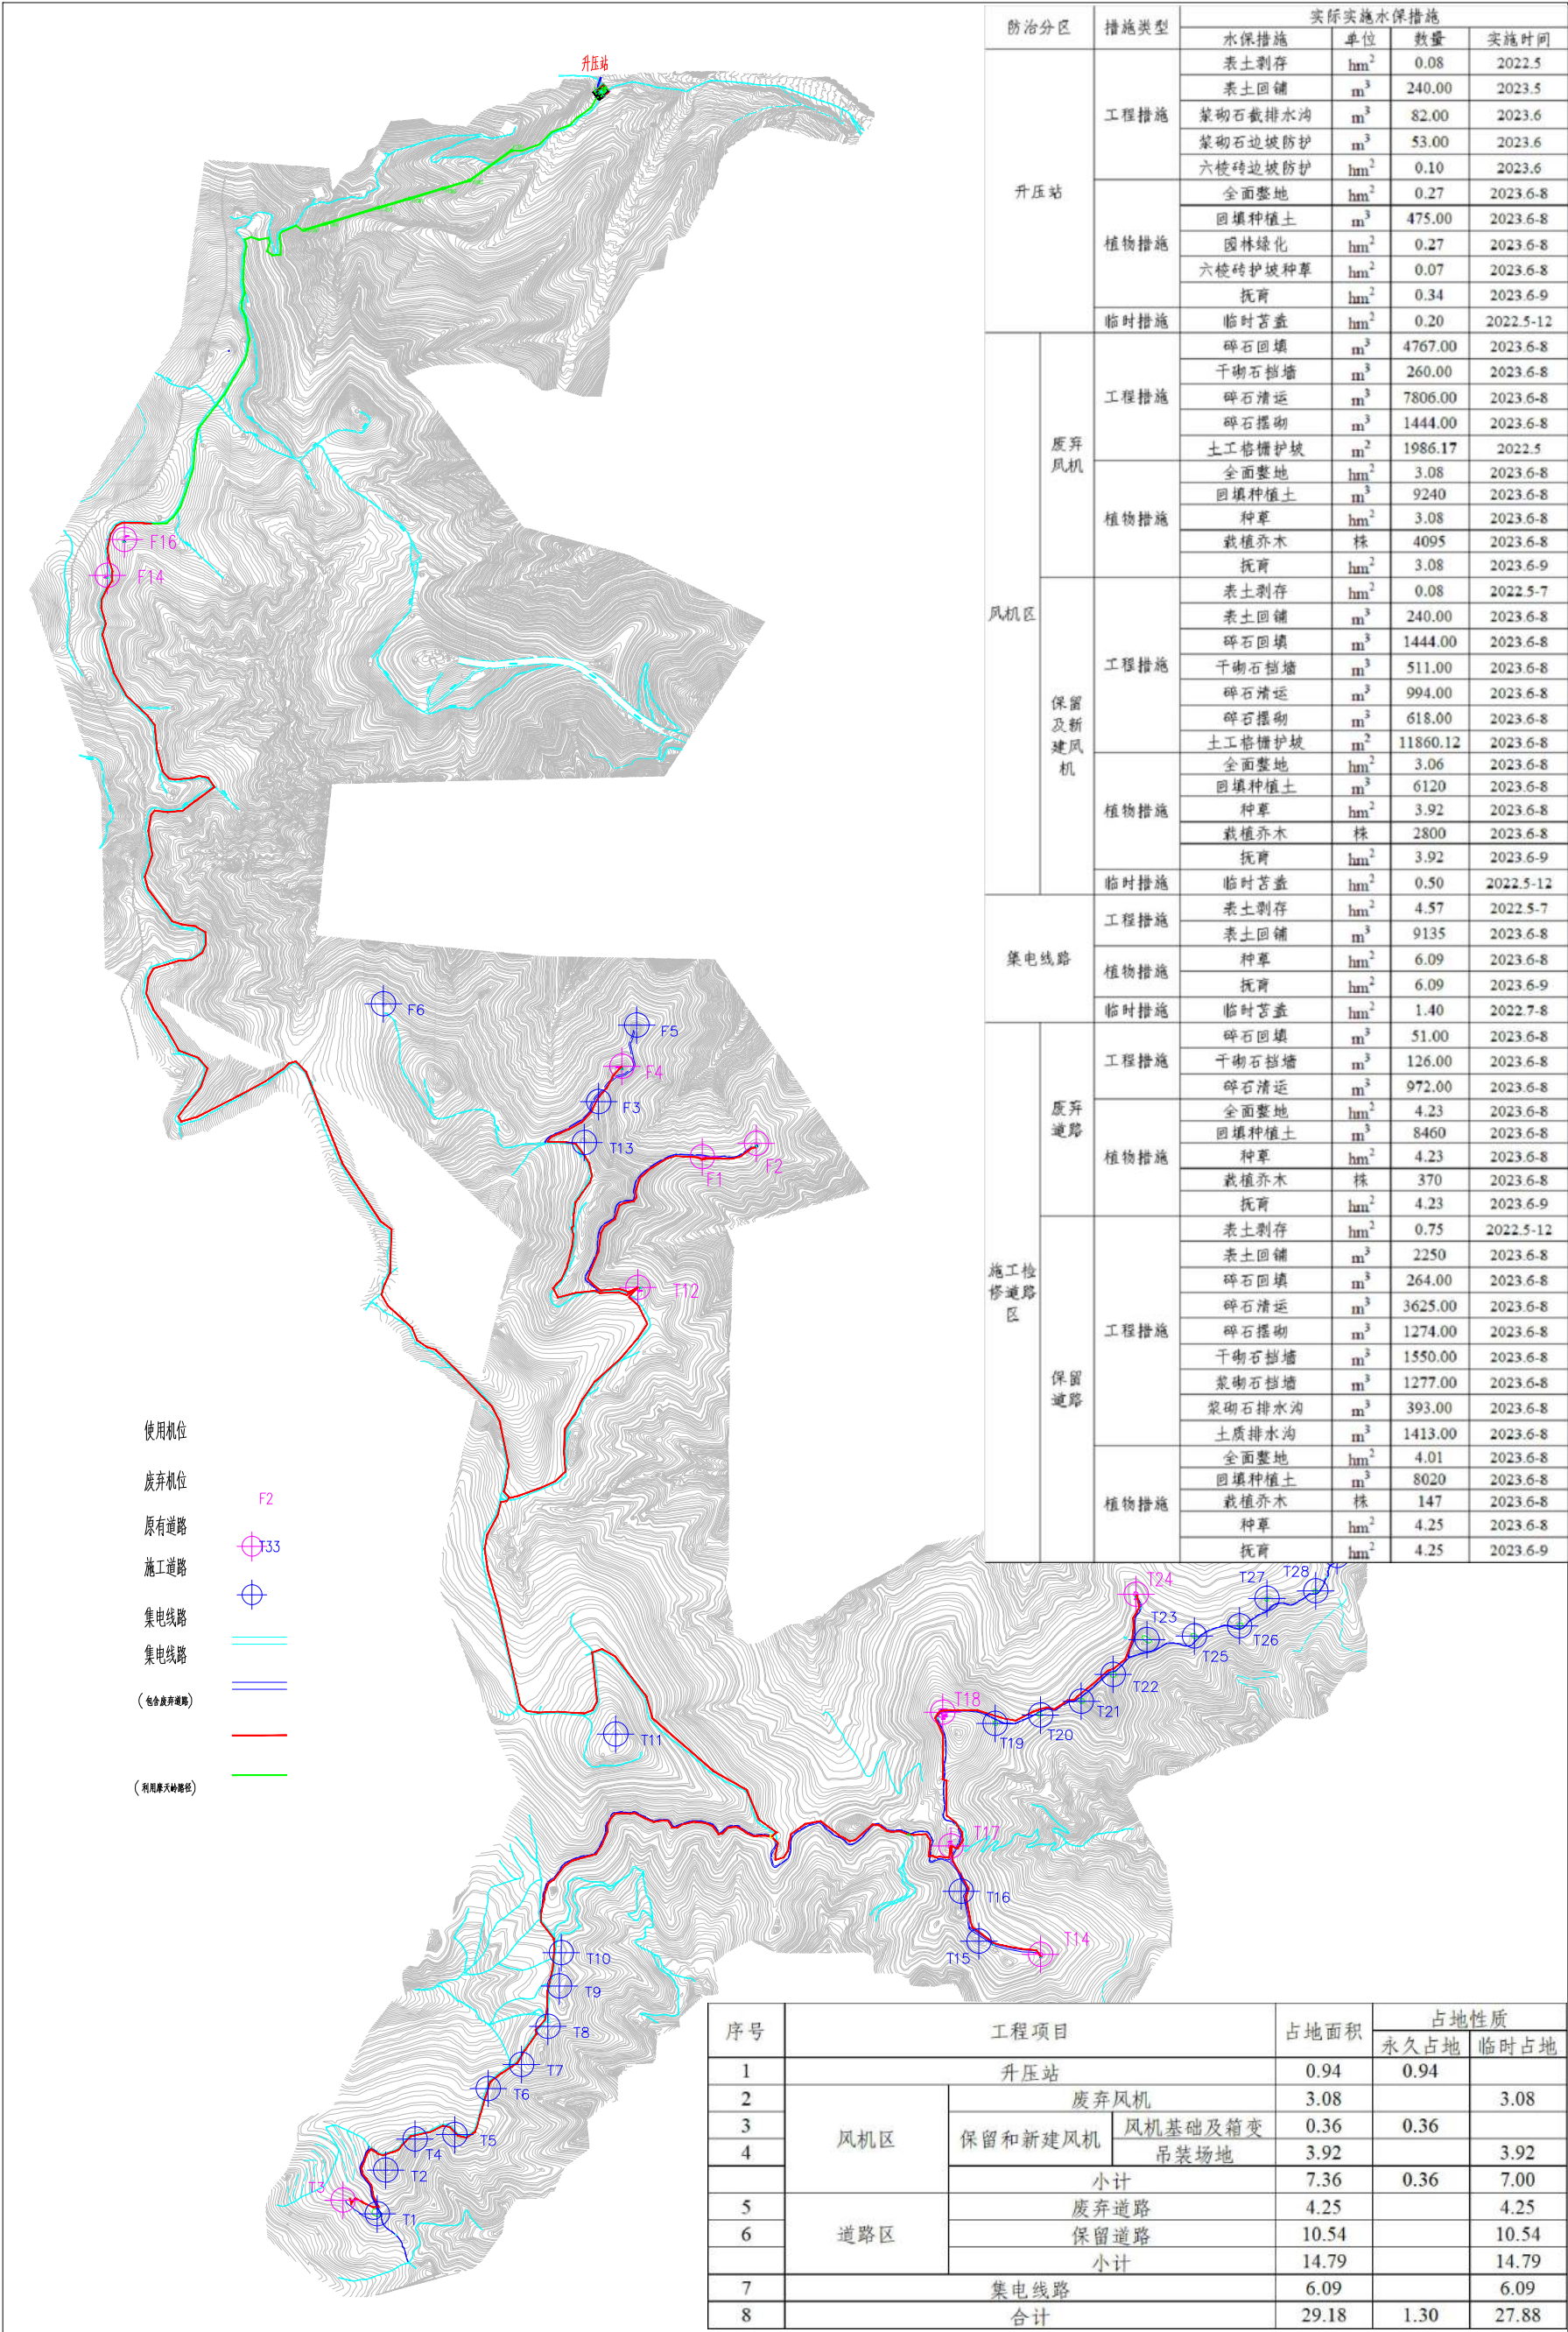 升压站
F16
F14
F6
F5
F4
F3
T13
F1
F2
T12
使用机位
废弃机位
F2
原有道路
T33
施工道路
集电线路
集电线路
(包含废弃道路)
(利用摩天岭路径)
T24
T27
T28
T23
T25
T26
T22
T21
T20
T19
T18
T11
T17
T16
T15
T14
T10
T9
T8
T7
T6
T5
T4
T2
T3
T1
防治分区 措施类型 实际实施水保措施
水保措施 单位 数量 实施时间
升压站 工程措施 表土剥存 hm² 0.08 2022.5
表土回铺 m³ 240.00 2023.5
浆砌石截排水沟 m³ 82.00 2023.6
浆砌石边坡防护 m³ 53.00 2023.6
六棱砖边坡防护 hm² 0.10 2023.6
植物措施 全面整地 hm² 0.27 2023.6-8
回填种植土 m³ 475.00 2023.6-8
园林绿化 hm² 0.27 2023.6-8
六棱砖护坡种草 hm² 0.07 2023.6-8
抚育 hm² 0.34 2023.6-9
临时措施 临时苫盖 hm² 0.20 2022.5-12
风机区 废弃风机 工程措施 碎石回填 m³ 4767.00 2023.6-8
干砌石挡墙 m³ 260.00 2023.6-8
碎石清运 m³ 7806.00 2023.6-8
碎石摆砌 m³ 1444.00 2023.6-8
土工格栅护坡 m² 1986.17 2022.5
植物措施 全面整地 hm² 3.08 2023.6-8
回填种植土 m³ 9240 2023.6-8
种草 hm² 3.08 2023.6-8
栽植乔木 株 4095 2023.6-8
抚育 hm² 3.08 2023.6-9
保留及新建风机 工程措施 表土剥存 hm² 0.08 2022.5-7
表土回铺 m³ 240.00 2023.6-8
碎石回填 m³ 1444.00 2023.6-8
干砌石挡墙 m³ 511.00 2023.6-8
碎石清运 m³ 994.00 2023.6-8
碎石摆砌 m³ 618.00 2023.6-8
土工格栅护坡 m² 11860.12 2023.6-8
植物措施 全面整地 hm² 3.06 2023.6-8
回填种植土 m³ 6120 2023.6-8
种草 hm² 3.92 2023.6-8
栽植乔木 株 2800 2023.6-8
抚育 hm² 3.92 2023.6-9
临时措施 临时苫盖 hm² 0.50 2022.5-12
集电线路 工程措施 表土剥存 hm² 4.57 2022.5-7
表土回铺 m³ 9135 2023.6-8
植物措施 种草 hm² 6.09 2023.6-8
抚育 hm² 6.09 2023.6-9
临时措施 临时苫盖 hm² 1.40 2022.7-8
施工检修道路区 废弃道路 工程措施 碎石回填 m³ 51.00 2023.6-8
干砌石挡墙 m³ 126.00 2023.6-8
碎石清运 m³ 972.00 2023.6-8
植物措施 全面整地 hm² 4.23 2023.6-8
回填种植土 m³ 8460 2023.6-8
种草 hm² 4.23 2023.6-8
栽植乔木 株 370 2023.6-8
抚育 hm² 4.23 2023.6-9
保留道路 工程措施 表土剥存 hm² 0.75 2022.5-12
表土回铺 m³ 2250 2023.6-8
碎石回填 m³ 264.00 2023.6-8
碎石清运 m³ 3625.00 2023.6-8
碎石摆砌 m³ 1274.00 2023.6-8
干砌石挡墙 m³ 1550.00 2023.6-8
浆砌石挡墙 m³ 1277.00 2023.6-8
浆砌石排水沟 m³ 393.00 2023.6-8
土质排水沟 m³ 1413.00 2023.6-8
植物措施 全面整地 hm² 4.01 2023.6-8
回填种植土 m³ 8020 2023.6-8
栽植乔木 株 147 2023.6-8
种草 hm² 4.25 2023.6-8
抚育 hm² 4.25 2023.6-9
序号 工程项目 占地面积 占地性质
永久占地 临时占地
1 升压站 0.94 0.94
2 风机区 废弃风机 3.08 3.08
3 保留和新建风机 风机基础及箱变 0.36 0.36
4 吊装场地 3.92 3.92
小计 7.36 0.36 7.00
5 道路区 废弃道路 4.25 4.25
6 保留道路 10.54 10.54
小计 14.79 14.79
7 集电线路 6.09 6.09
8 合计 29.18 1.30 27.88